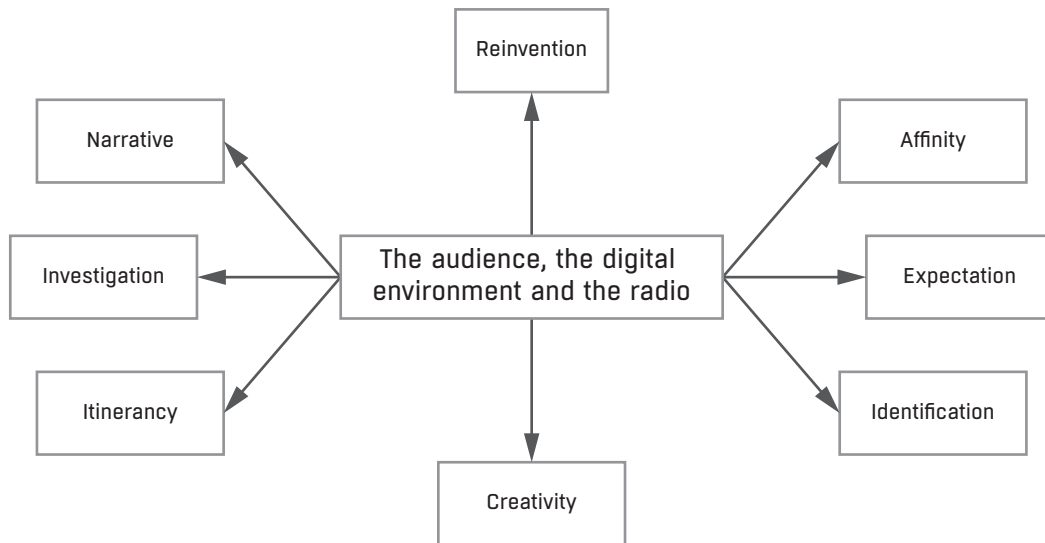 Reinvention
Narrative
Affinity
Investigation
The audience, the digital
environment and the radio
Expectation
Itinerancy
Identification
Creativity